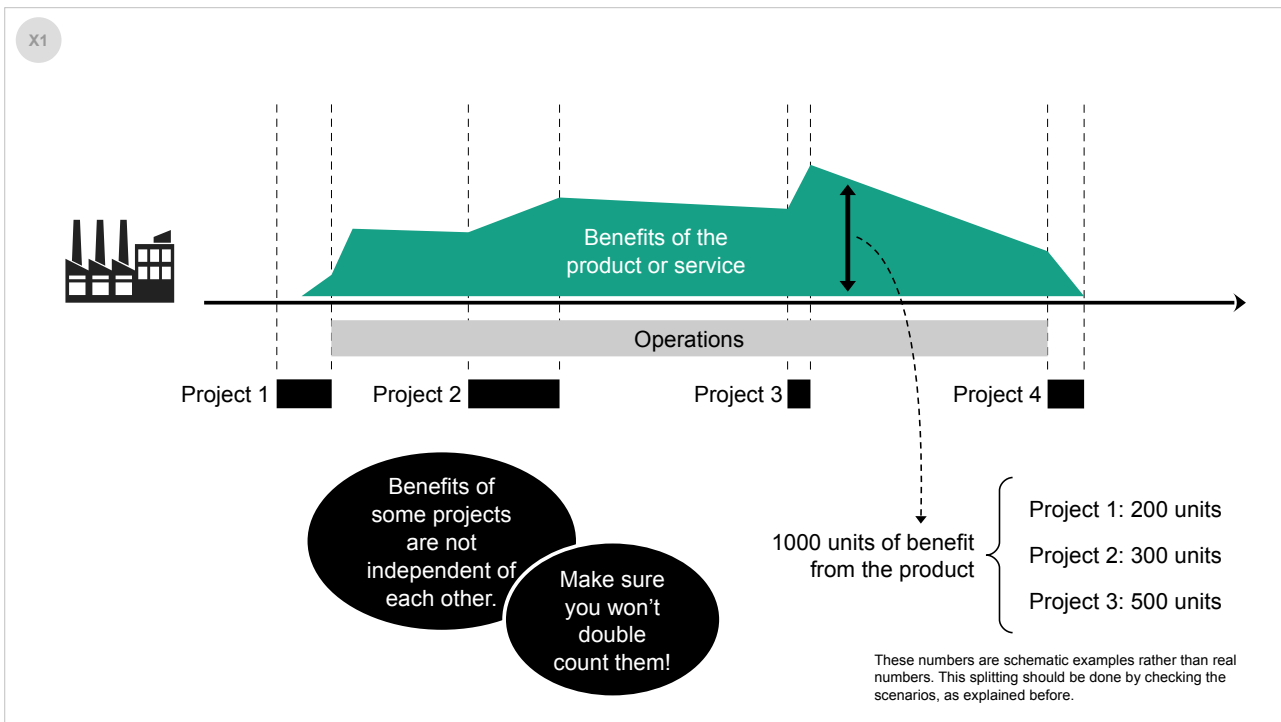 X1
Benefits of the
product or service
Operations
Project 1
Project 2
Project 3
Project 4
Benefits of
some projects
are not
independent of
each other.
Make sure
you won’t
double
count them!
1000 units of benefit
from the product
Project 1: 200 units
Project 2: 300 units
Project 3: 500 units
These numbers are schematic examples rather than real
numbers. This splitting should be done by checking the
scenarios, as explained before.